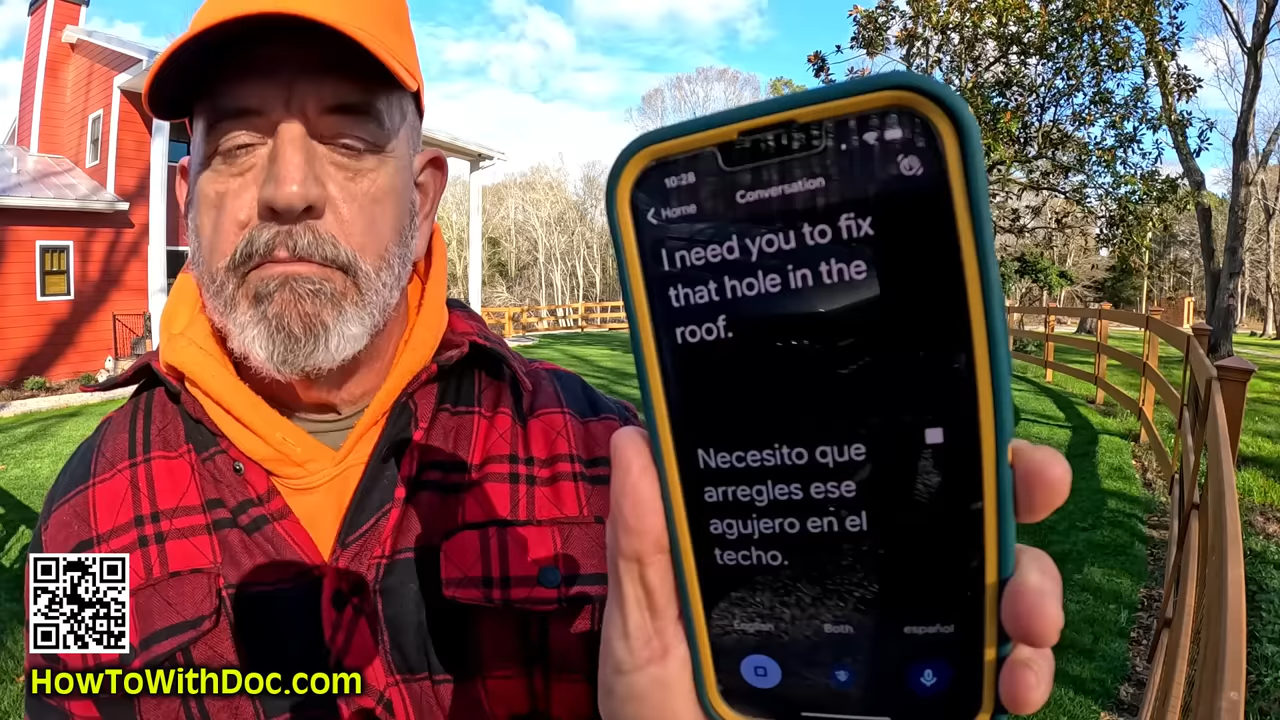 10:28
Conversation
Home
I need you to fix
that hole in the
roof.
Necesito que
arregles ese
agujero en el
techo.
English
Both
español
HowToWithDoc.com